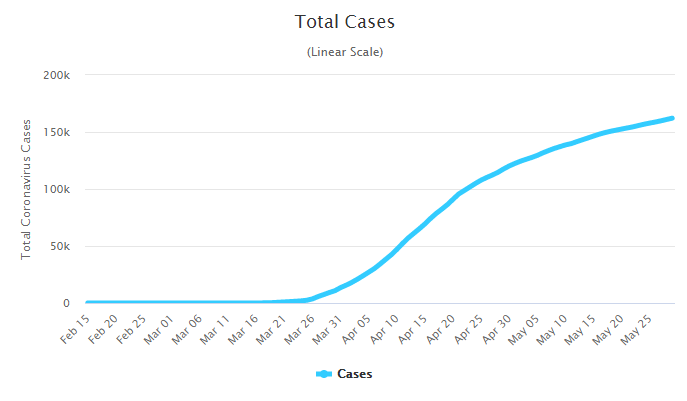 Total Cases
(Linear Scale)
Total Coronavirus Cases
200k
150k
100k
50k
0
Feb 15
Feb 20
Feb 25
Mar 01
Mar 06
Mar 11
Mar 16
Mar 21
Mar 26
Mar 31
Apr 05
Apr 10
Apr 15
Apr 20
Apr 25
Apr 30
May 05
May 10
May 15
May 20
May 25
Cases